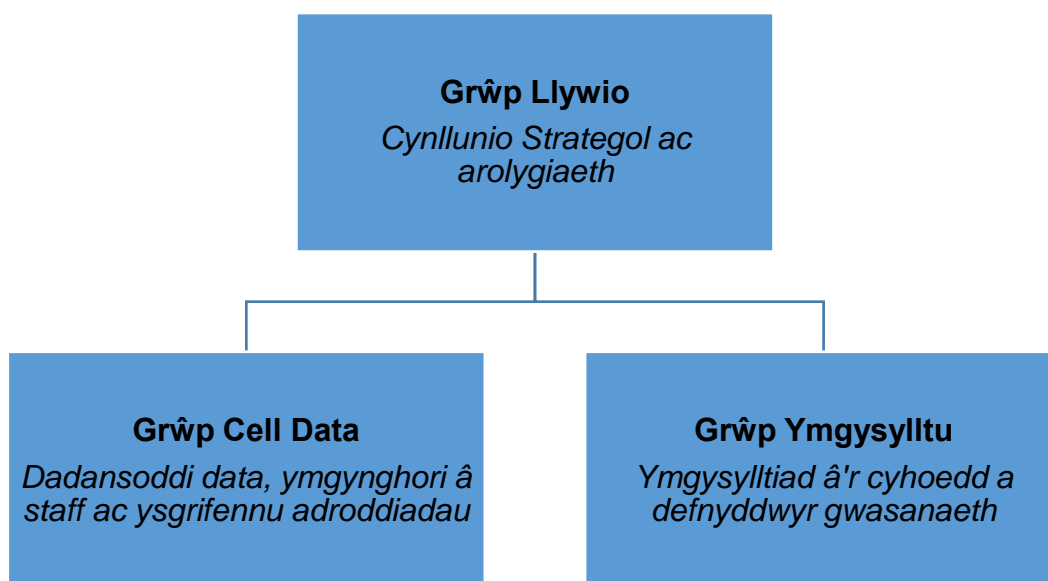 Grŵp Llywio
Cynllunio Strategol ac
arolygiaeth
Grŵp Cell Data
Dadansoddi data, ymgynghori â
staff ac ysgrifennu adroddiadau
Grŵp Ymgysylltu
Ymgysylltiad â'r cyhoedd a
defnyddwyr gwasanaeth